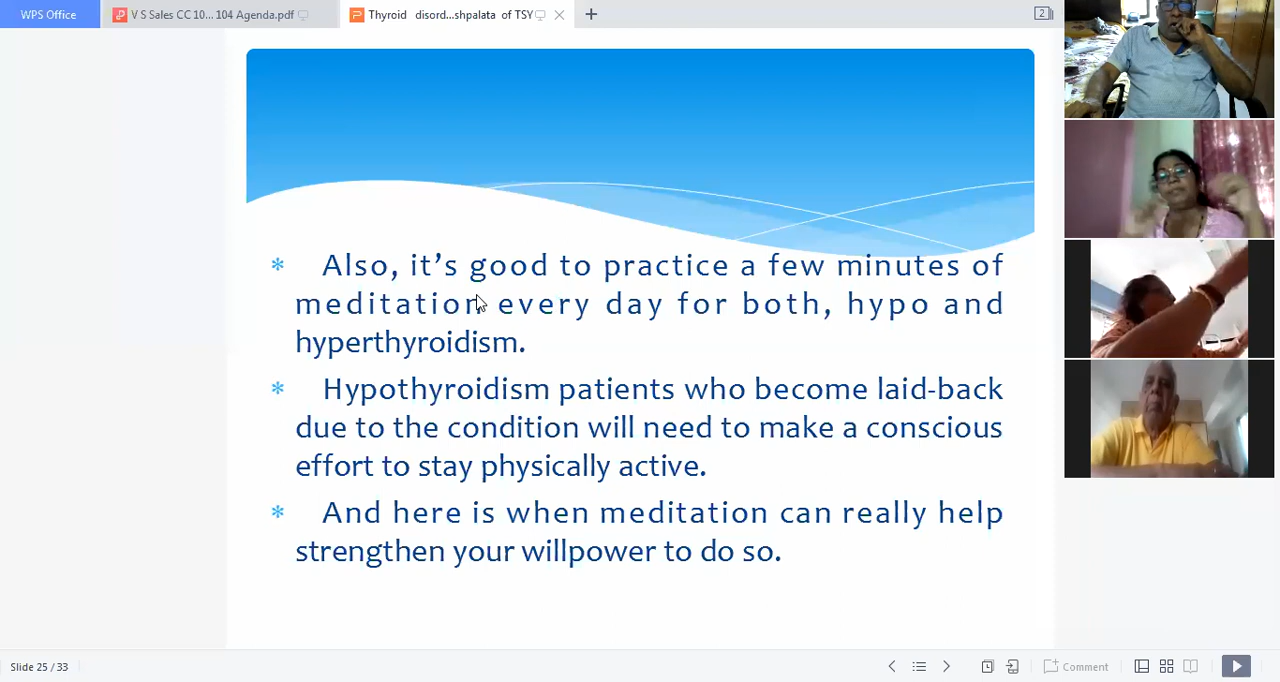 WPS Office
V S Sales CC 10... 104 Agenda.pdf
Thyroid disord...shpalata of TSY
2
* Also, it's good to practice a few minutes of
meditation every day for both, hypo and
hyperthyroidism.
* Hypothyroidism patients who become laid-back
due to the condition will need to make a conscious
effort to stay physically active.
* And here is when meditation can really help
strengthen your willpower to do so.
Slide 25 / 33
Comment